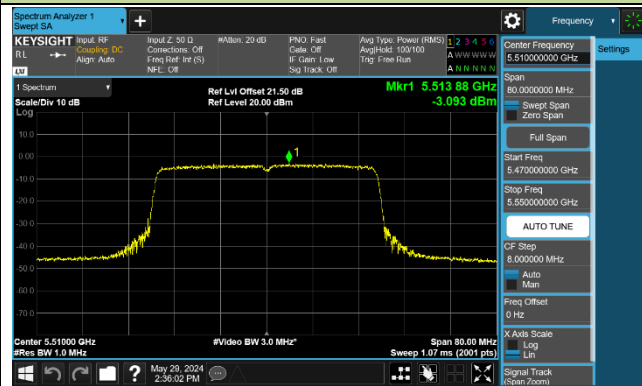 Spectrum Analyzer 1
Swept SA
Frequency
KEYSIGHT
RL
LXI
Input: RF
Coupling: DC
Align: Auto
Input Z: 50 Ω
Corrections: Off
Freq Ref: Int (S)
NFE: Off
#Atten: 20 dB
PNO: Fast
Gate: Off
IF Gain: Low
Sig Track: Off
Avg Type: Power (RMS)
Avg|Hold: 100/100
Trig: Free Run
1 2 3 4 5 6
A W W W W W
A N N N N N
1 Spectrum
Scale/Div 10 dB
Log
Ref Lvl Offset 21.50 dB
Ref Level 20.00 dBm
Mkr1 5.513 88 GHz
-3.093 dBm
10.0
0.00
-10.0
-20.0
-30.0
-40.0
-50.0
-60.0
-70.0
1
Center 5.51000 GHz
#Res BW 1.0 MHz
#Video BW 3.0 MHz*
Span 80.00 MHz
Sweep 1.07 ms (2001 pts)
Center Frequency
5.510000000 GHz
Settings
Span
80.0000000 MHz
Swept Span
Zero Span
Full Span
Start Freq
5.470000000 GHz
Stop Freq
5.550000000 GHz
AUTO TUNE
CF Step
8.000000 MHz
Auto
Man
Freq Offset
0 Hz
X Axis Scale
Log
Lin
Signal Track
(Span Zoom)
May 29, 2024
2:36:02 PM